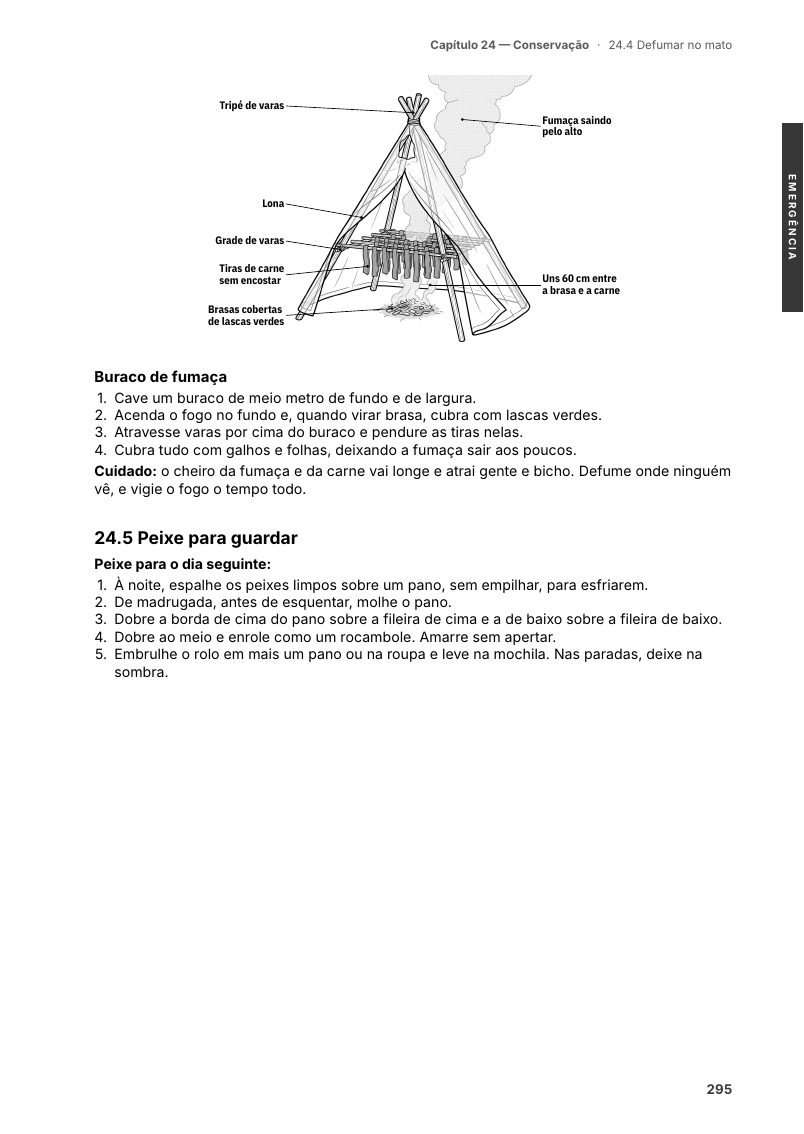 Capítulo 24 — Conservação · 24.4 Defumar no mato
Tripé de varas
Fumaça saindo
pelo alto
Lona
Grade de varas
Tiras de carne
sem encostar
Uns 60 cm entre
a brasa e a carne
Brasas cobertas
de lascas verdes
EMERGÊNCIA
Buraco de fumaça
1. Cave um buraco de meio metro de fundo e de largura.
2. Acenda o fogo no fundo e, quando virar brasa, cubra com lascas verdes.
3. Atravesse varas por cima do buraco e pendure as tiras nelas.
4. Cubra tudo com galhos e folhas, deixando a fumaça sair aos poucos.
Cuidado: o cheiro da fumaça e da carne vai longe e atrai gente e bicho. Defume onde ninguém
vê, e vigie o fogo o tempo todo.
24.5 Peixe para guardar
Peixe para o dia seguinte:
1. À noite, espalhe os peixes limpos sobre um pano, sem empilhar, para esfriarem.
2. De madrugada, antes de esquentar, molhe o pano.
3. Dobre a borda de cima do pano sobre a fileira de cima e a de baixo sobre a fileira de baixo.
4. Dobre ao meio e enrole como um rocambole. Amarre sem apertar.
5. Embrulhe o rolo em mais um pano ou na roupa e leve na mochila. Nas paradas, deixe na
sombra.
295